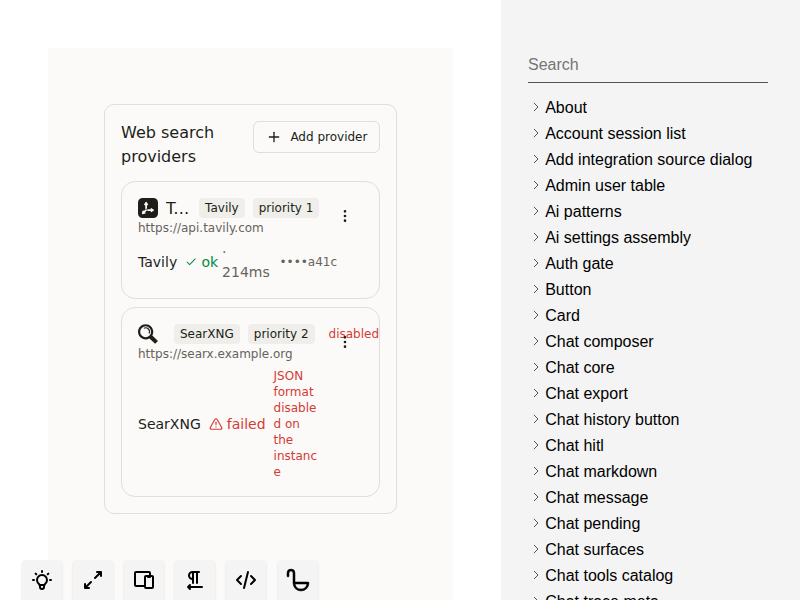 Web search
providers
Add provider
T... Tavily priority 1
https://api.tavily.com
Tavily ok · 214ms ••••a41c
SearXNG priority 2 disabled
https://searx.example.org
SearXNG failed
JSON
format
disable
d on
the
instanc
e
Search
About
Account session list
Add integration source dialog
Admin user table
Ai patterns
Ai settings assembly
Auth gate
Button
Card
Chat composer
Chat core
Chat export
Chat history button
Chat hitl
Chat markdown
Chat message
Chat pending
Chat surfaces
Chat tools catalog